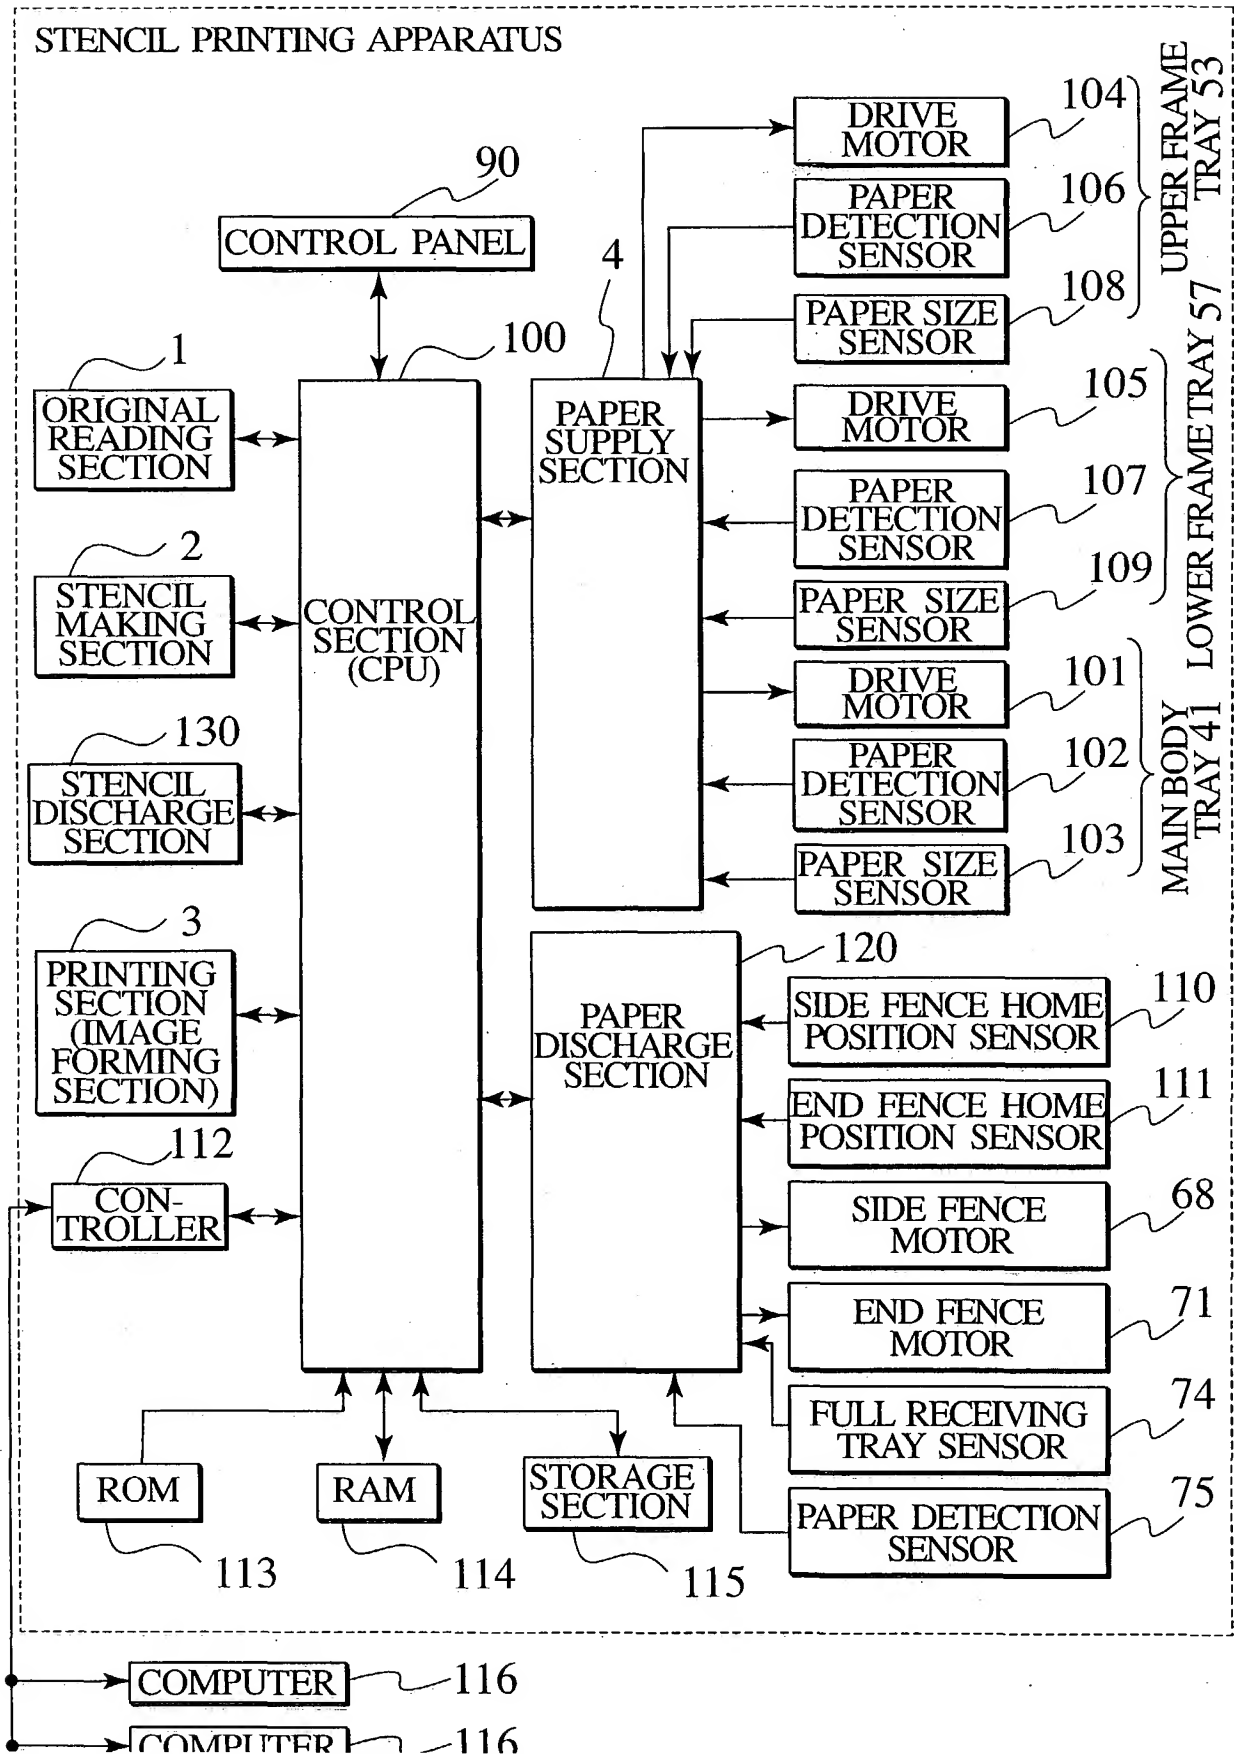 STENCIL PRINTING APPARATUS
90
CONTROL PANEL
1
ORIGINAL
READING
SECTION
2
STENCIL
MAKING
SECTION
130
STENCIL
DISCHARGE
SECTION
3
PRINTING
SECTION
(IMAGE
FORMING
SECTION)
112
CON-
TROLLER
100
CONTROL
SECTION
(CPU)
4
PAPER
SUPPLY
SECTION
120
PAPER
DISCHARGE
SECTION
DRIVE
MOTOR
104
PAPER
DETECTION
SENSOR
106
PAPER SIZE
SENSOR
108
UPPER FRAME
TRAY 53
DRIVE
MOTOR
105
PAPER
DETECTION
SENSOR
107
PAPER SIZE
SENSOR
109
LOWER FRAME TRAY 57
DRIVE
MOTOR
101
PAPER
DETECTION
SENSOR
102
PAPER SIZE
SENSOR
103
MAIN BODY
TRAY 41
SIDE FENCE HOME
POSITION SENSOR
110
END FENCE HOME
POSITION SENSOR
111
SIDE FENCE
MOTOR
68
END FENCE
MOTOR
71
FULL RECEIVING
TRAY SENSOR
74
PAPER DETECTION
SENSOR
75
ROM
113
RAM
114
STORAGE
SECTION
115
COMPUTER
116
COMPUTER
116